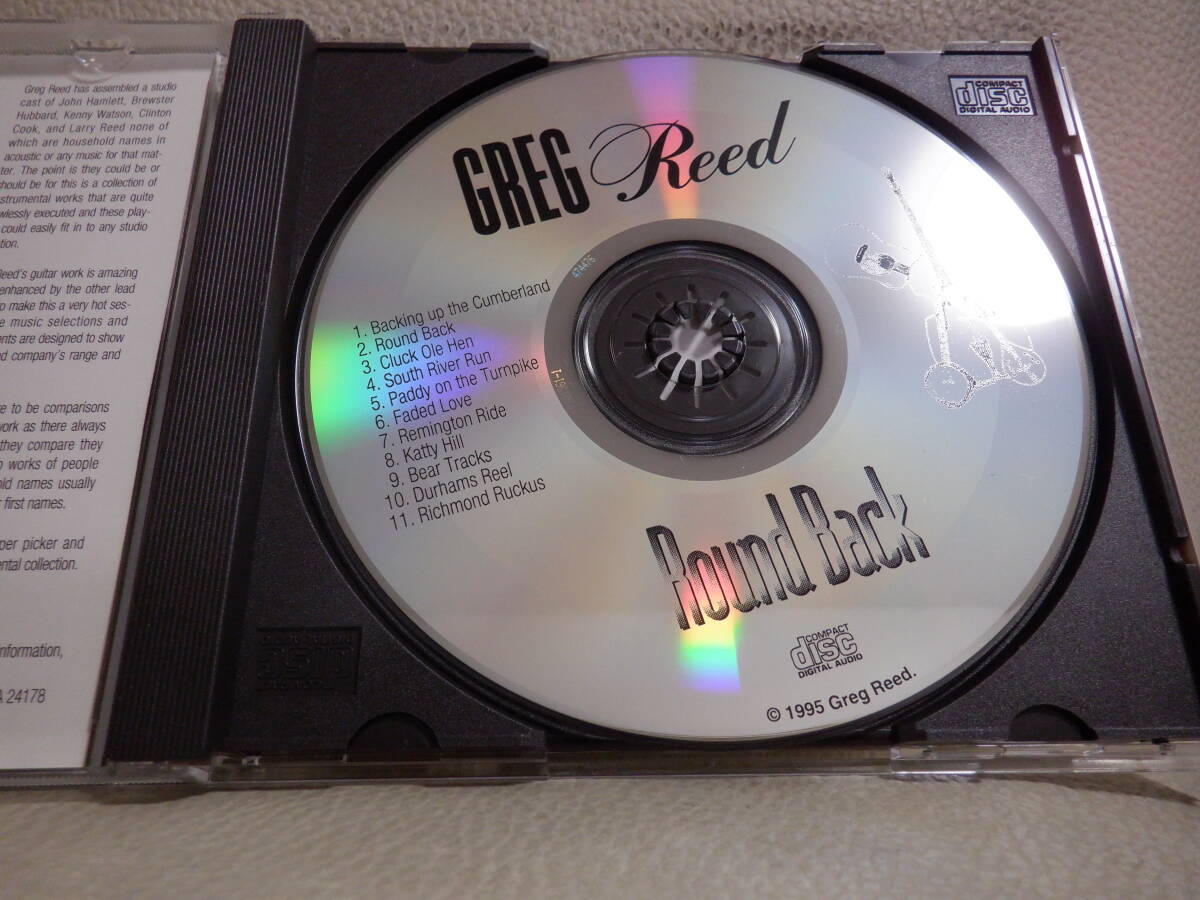 Greg Reed has assembled a studio
cast of John Hamlett, Brewster
Hubbard, Kenny Watson, Clinton
Cook, and Larry Reed none of
which are household names in
acoustic or any music for that mat-
ter. The point is they could be or
should be for this is a collection of
strumental works that are quite
wlessly executed and these play-
could easily fit in to any studio
tion.
Reed's guitar work is amazing
enhanced by the other lead
to make this a very hot ses-
e music selections and
ents are designed to show
d company's range and
re to be comparisons
work as there always
they compare they
o works of people
old names usually
r first names.
per picker and
ental collection.
nformation,
A 24178
GREG Reed
1. Backing up the Cumberland
2. Round Back
3. Cluck Ole Hen
4. South River Run
5. Paddy on the Turnpike
6. Faded Love
7. Remington Ride
8. Katty Hill
9. Bear Tracks
10. Durhams Reel
11. Richmond Ruckus
Round Back
COMPACT
disc
DIGITAL AUDIO
© 1995 Greg Reed.
COMPACT
disc
DIGITAL AUDIO